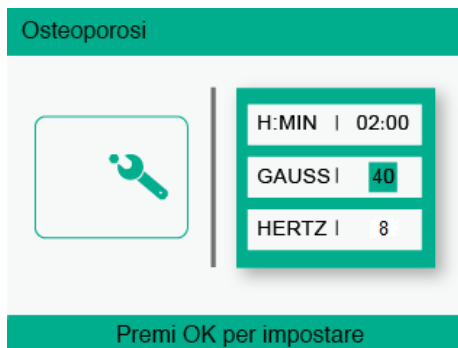 Osteoporosi
H:MIN | 02:00
GAUSS | 40
HERTZ | 8
Premi OK per impostare